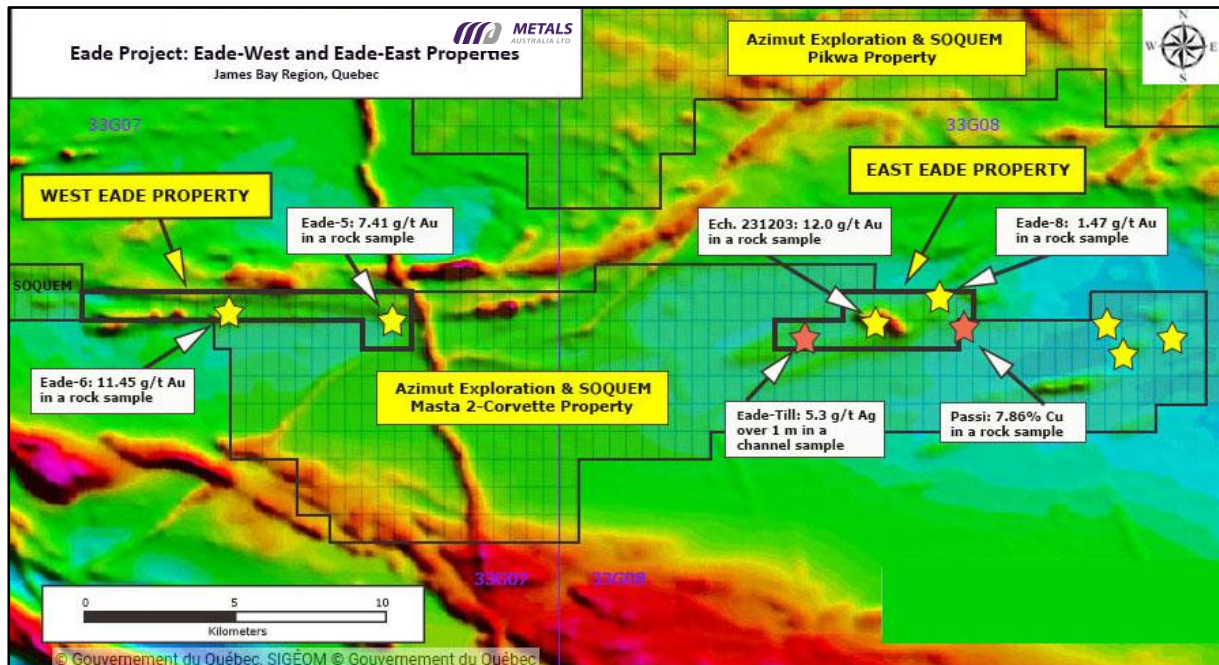 METALS
AUSTRALIA LTD
Eade Project: Eade-West and Eade-East Properties
James Bay Region, Quebec
Azimut Exploration & SOQUEM
Pikwa Property
N
W
E
S
33G07
33G08
WEST EADE PROPERTY
EAST EADE PROPERTY
Eade-5: 7.41 g/t Au
in a rock sample
Ech. 231203: 12.0 g/t Au
in a rock sample
Eade-8: 1.47 g/t Au
in a rock sample
SOQUEM
Eade-6: 11.45 g/t Au
in a rock sample
Azimut Exploration & SOQUEM
Masta 2-Corvette Property
Eade-Till: 5.3 g/t Ag
over 1 m in a
channel sample
Passi: 7.86% Cu
in a rock sample
33G07
33G08
0
5
10
Kilometers
© Gouvernement du Québec, SIGÉOM © Gouvernement du Québec